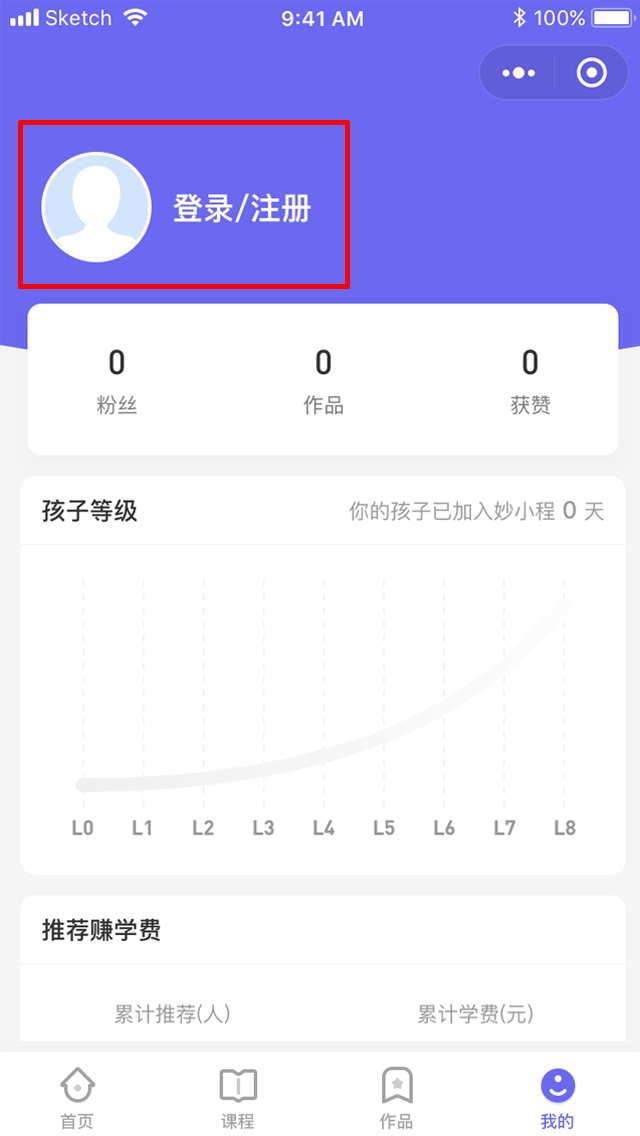 Sketch 9:41 AM 100%
登录/注册
0 0 0
粉丝 作品 获赞
孩子等级 你的孩子已加入妙小程 0 天
L0 L1 L2 L3 L4 L5 L6 L7 L8
推荐赚学费
累计推荐(人) 累计学费(元)
首页 课程 作品 我的